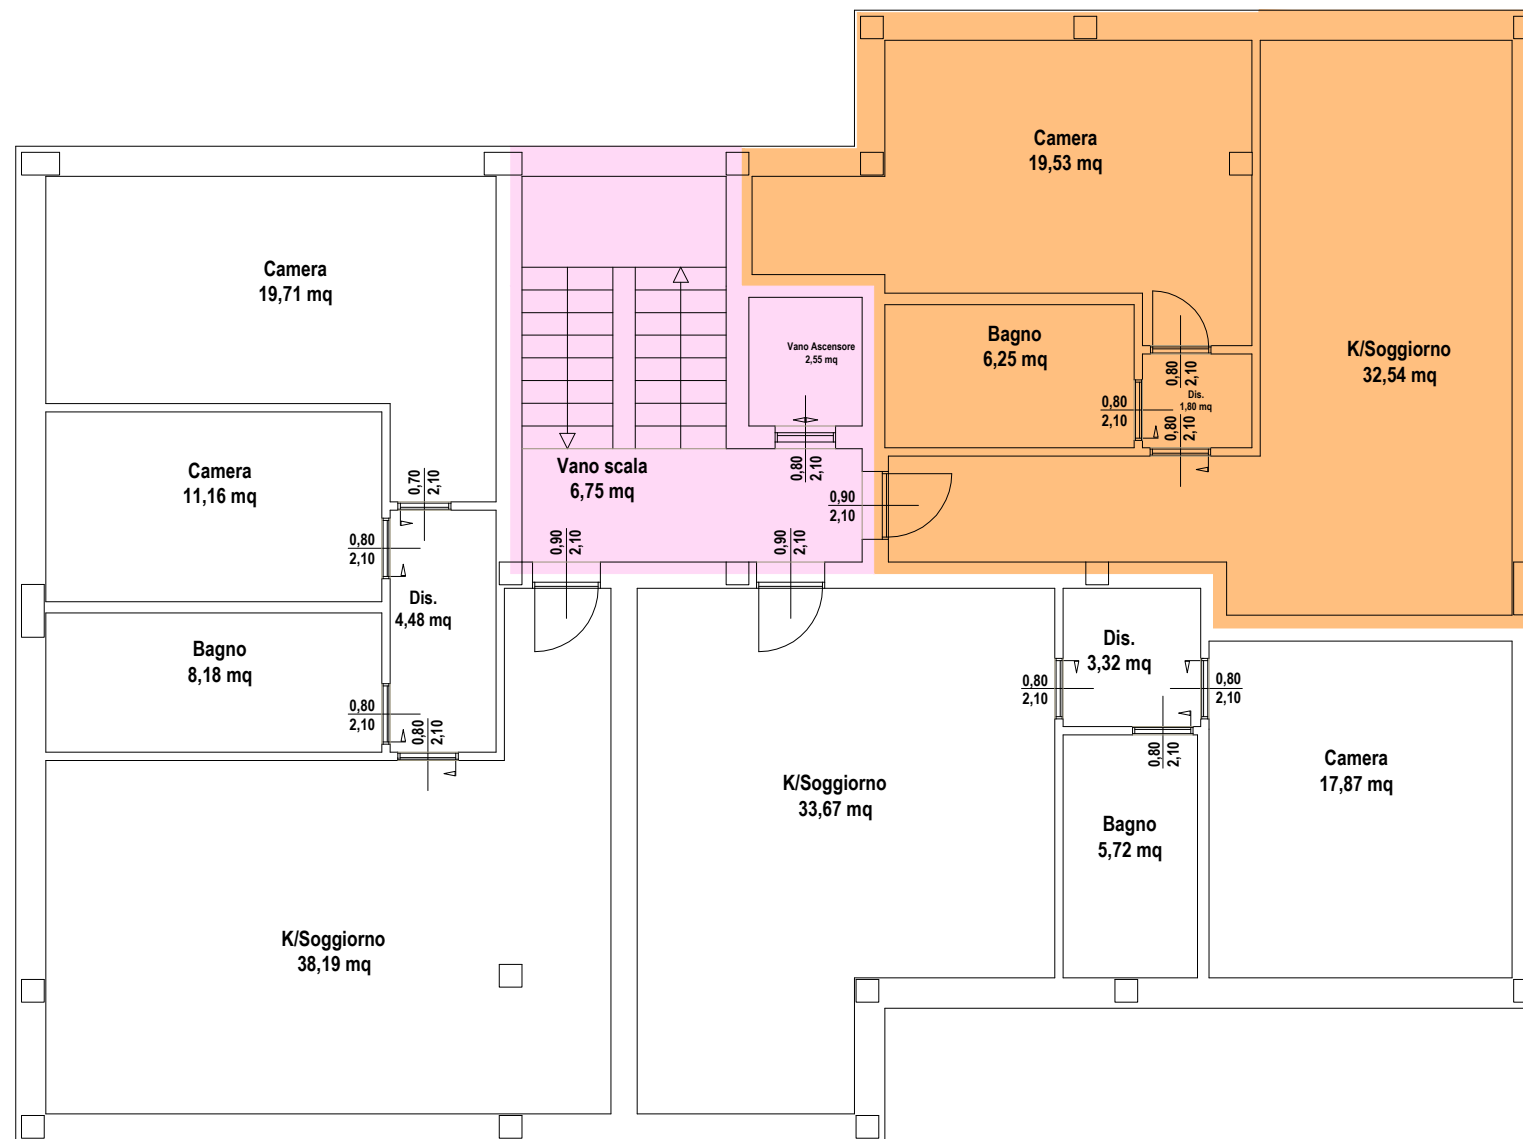 Camera
19,53 mq
Camera
19,71 mq
Vano Ascensore
2,55 mq
Bagno
6,25 mq
K/Soggiorno
32,54 mq
0,80
2,10
Dis.
1,80 mq
0,80
2,10
0,80
2,10
Camera
11,16 mq
Vano scala
6,75 mq
0,80
2,10
0,70
2,10
0,90
2,10
0,80
2,10
0,90
2,10
0,90
2,10
Dis.
4,48 mq
Bagno
8,18 mq
Dis.
3,32 mq
0,80
2,10
0,80
2,10
0,80
2,10
0,80
2,10
0,80
2,10
K/Soggiorno
33,67 mq
Camera
17,87 mq
Bagno
5,72 mq
K/Soggiorno
38,19 mq